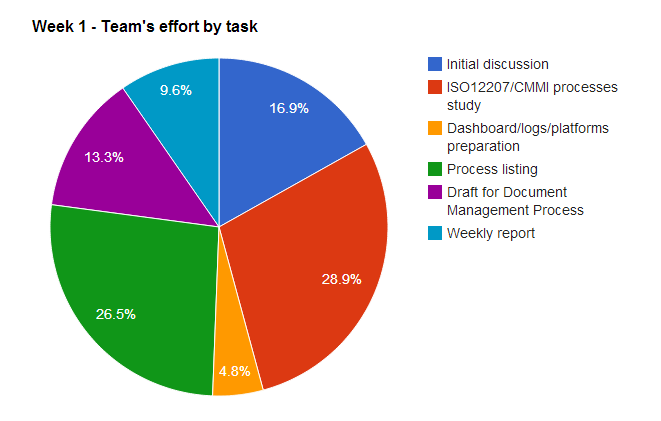 Week 1 - Team's effort by task
9.6%
16.9%
13.3%
28.9%
26.5%
4.8%
Initial discussion
ISO12207/CMMI processes
study
Dashboard/logs/platforms
preparation
Process listing
Draft for Document
Management Process
Weekly report